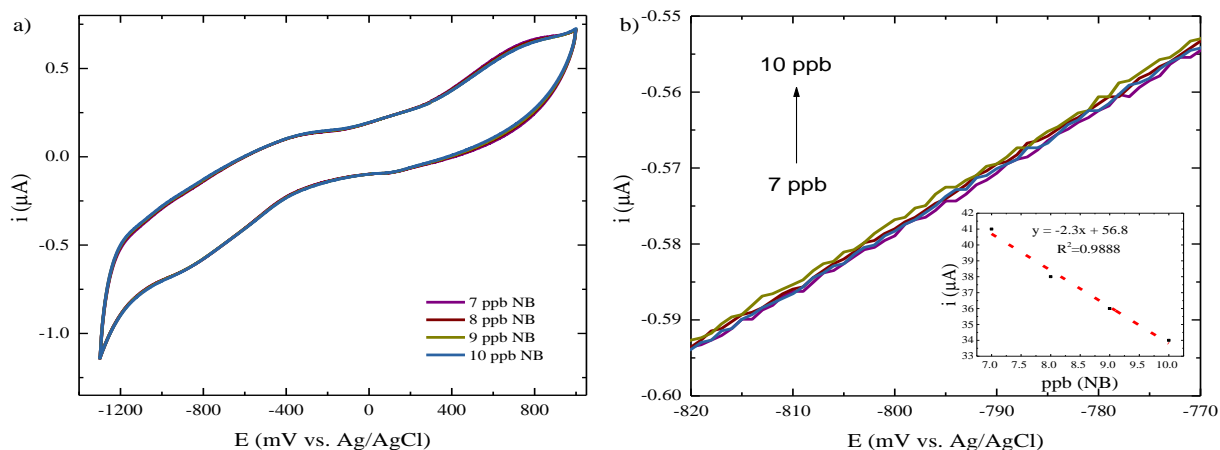 a)
0.5
0.0
-0.5
-1.0
i (μA)
7 ppb NB
8 ppb NB
9 ppb NB
10 ppb NB
-1200 -800 -400 0 400 800
E (mV vs. Ag/AgCl)
b)
-0.55
-0.56
-0.57
-0.58
-0.59
-0.60
i (μA)
10 ppb
7 ppb
42
41
40
39
38
37
36
35
34
33
i (μA)
y = -2.3x + 56.8
R²=0.9888
7.0 7.5 8.0 8.5 9.0 9.5 10.0
ppb (NB)
-820 -810 -800 -790 -780 -770
E (mV vs. Ag/AgCl)